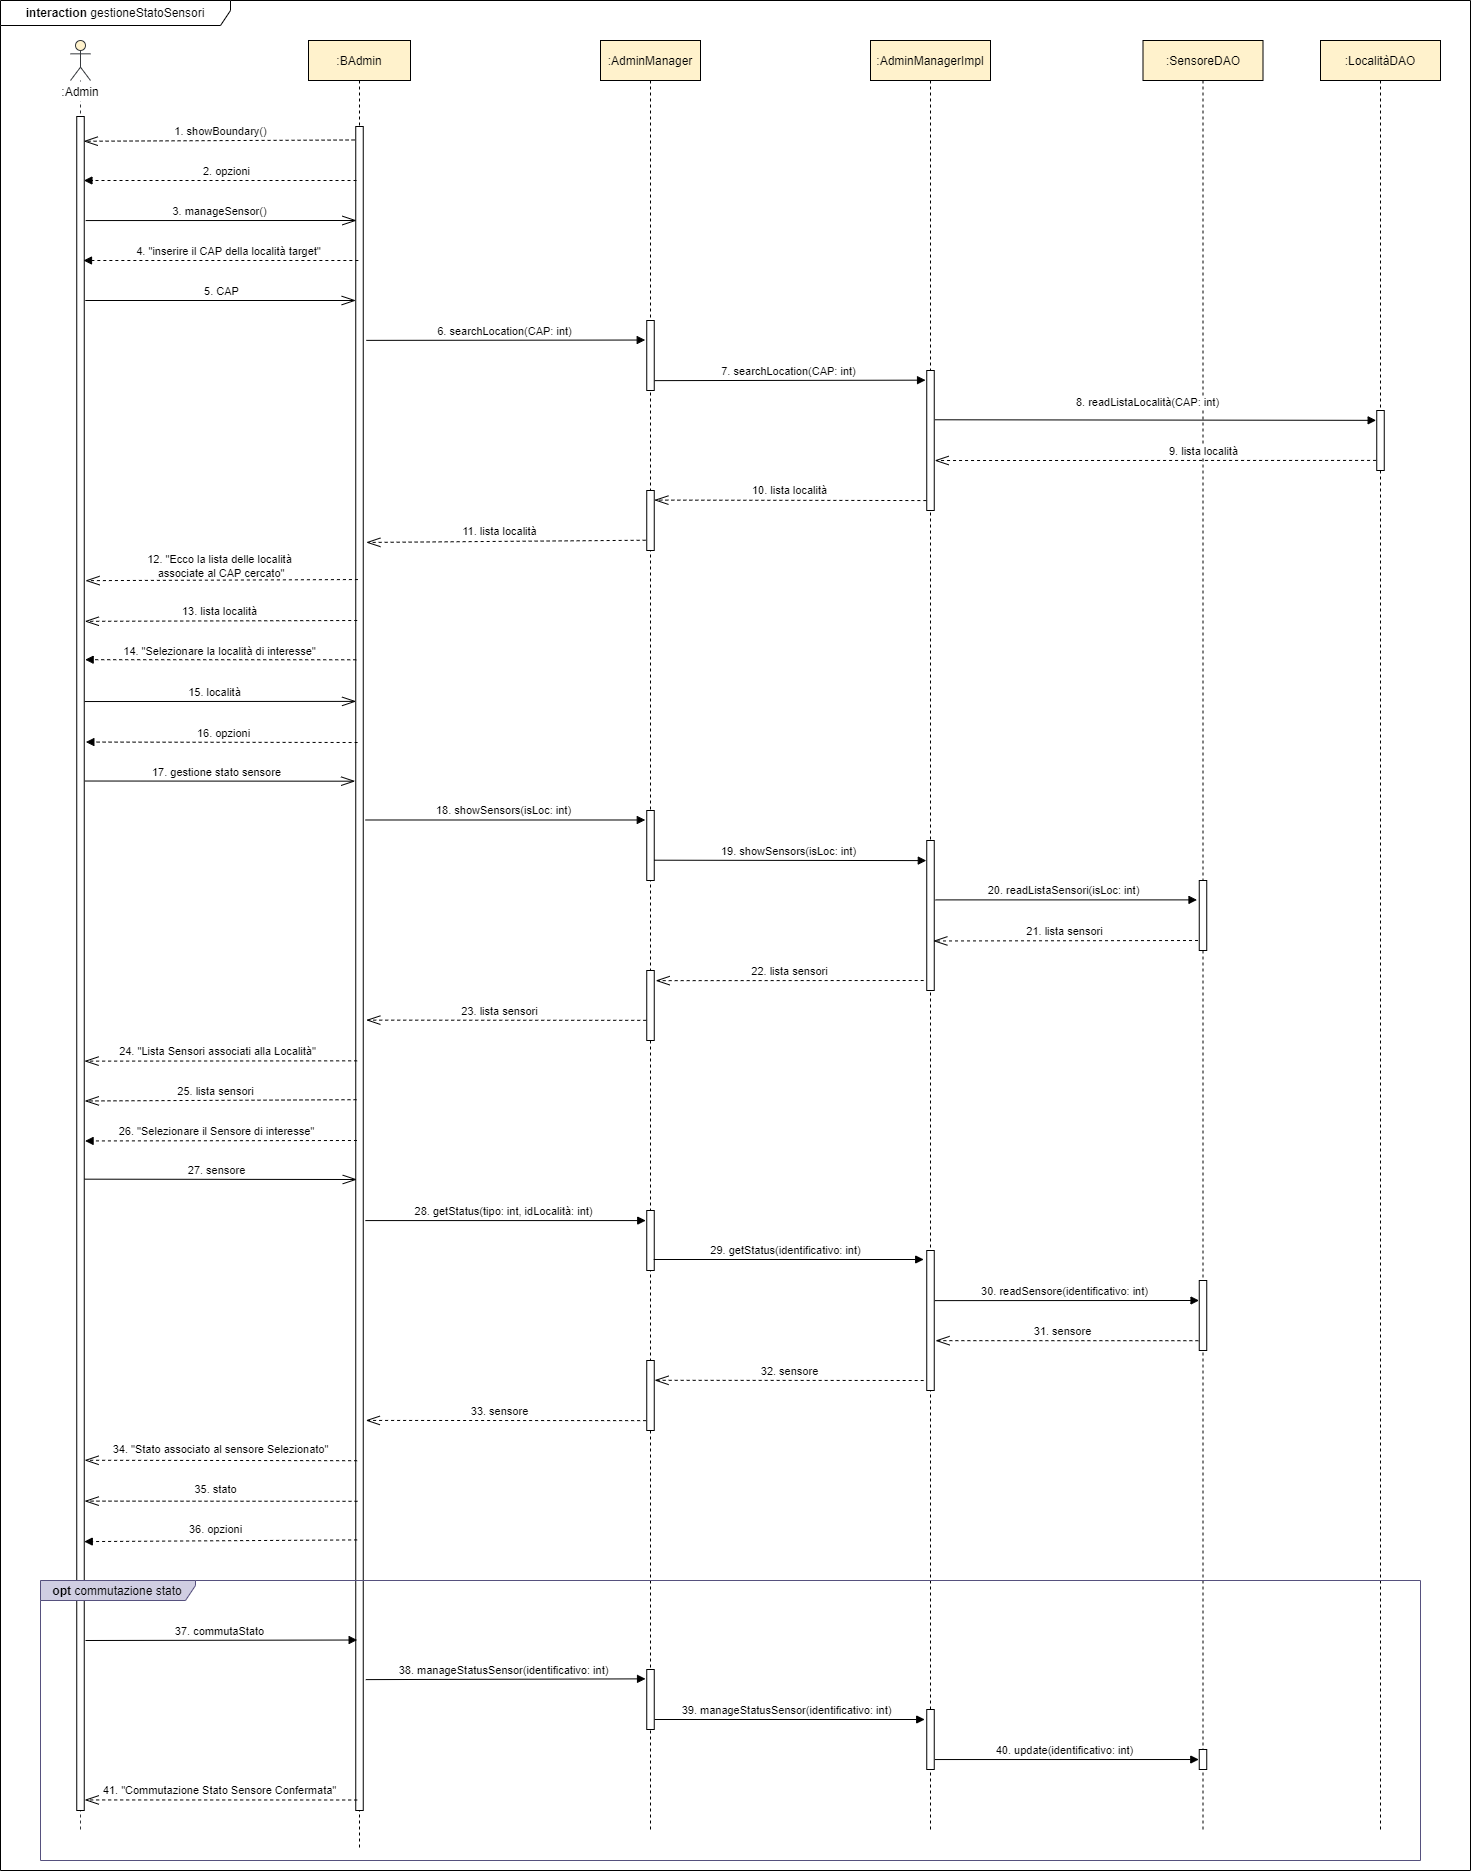 interaction gestioneStatoSensori
:Admin
:BAdmin
:AdminManager
:AdminManagerImpl
:SensoreDAO
:LocalitàDAO
1. showBoundary()
2. opzioni
3. manageSensor()
4. "inserire il CAP della località target"
5. CAP
6. searchLocation(CAP: int)
7. searchLocation(CAP: int)
8. readListaLocalità(CAP: int)
9. lista località
10. lista località
11. lista località
12. "Ecco la lista delle località
associate al CAP cercato"
13. lista località
14. "Selezionare la località di interesse"
15. località
16. opzioni
17. gestione stato sensore
18. showSensors(isLoc: int)
19. showSensors(isLoc: int)
20. readListaSensori(isLoc: int)
21. lista sensori
22. lista sensori
23. lista sensori
24. "Lista Sensori associati alla Località"
25. lista sensori
26. "Selezionare il Sensore di interesse"
27. sensore
28. getStatus(tipo: int, idLocalità: int)
29. getStatus(identificativo: int)
30. readSensore(identificativo: int)
31. sensore
32. sensore
33. sensore
34. "Stato associato al sensore Selezionato"
35. stato
36. opzioni
opt commutazione stato
37. commutaStato
38. manageStatusSensor(identificativo: int)
39. manageStatusSensor(identificativo: int)
40. update(identificativo: int)
41. "Commutazione Stato Sensore Confermata"